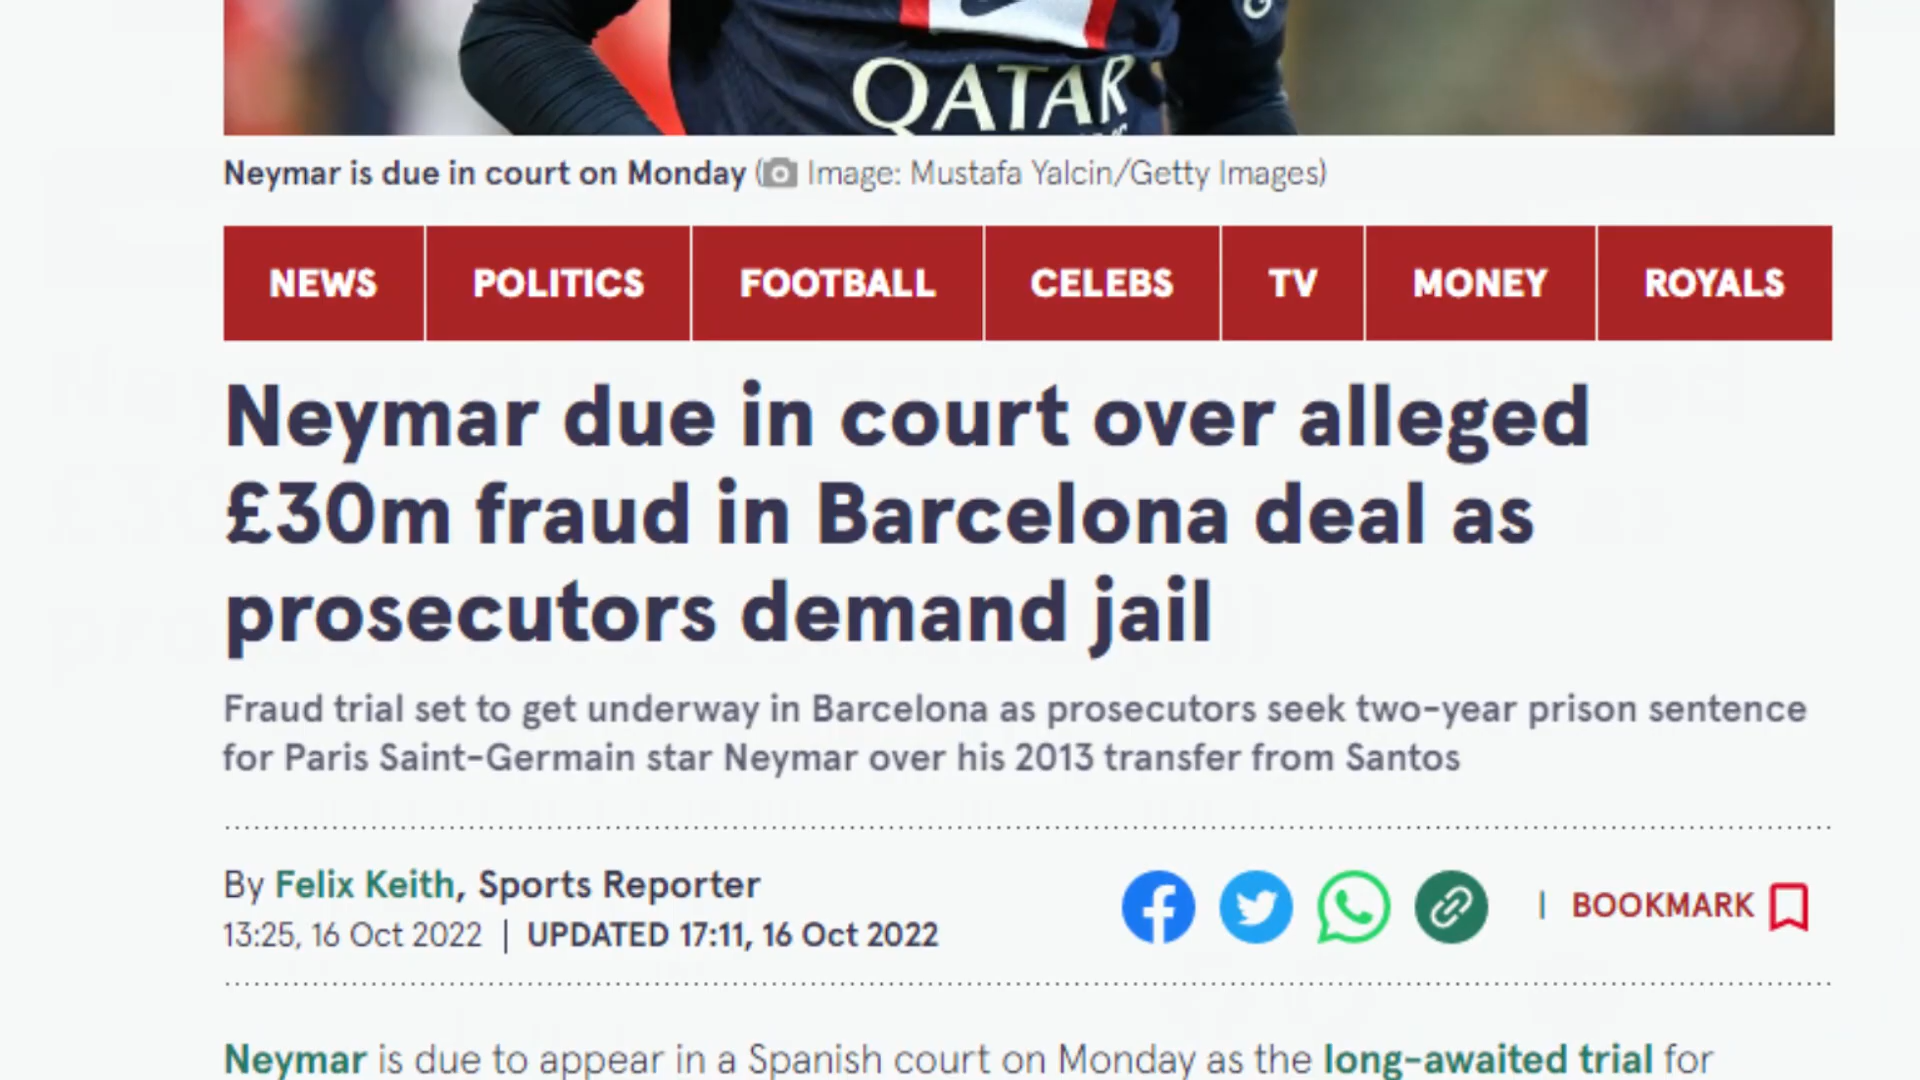 QATAR
Neymar is due in court on Monday (Image: Mustafa Yalcin/Getty Images)
NEWS POLITICS FOOTBALL CELEBS TV MONEY ROYALS
Neymar due in court over alleged
£30m fraud in Barcelona deal as
prosecutors demand jail
Fraud trial set to get underway in Barcelona as prosecutors seek two-year prison sentence
for Paris Saint-Germain star Neymar over his 2013 transfer from Santos
By Felix Keith, Sports Reporter
13:25, 16 Oct 2022 | UPDATED 17:11, 16 Oct 2022
| BOOKMARK
Neymar is due to appear in a Spanish court on Monday as the long-awaited trial for